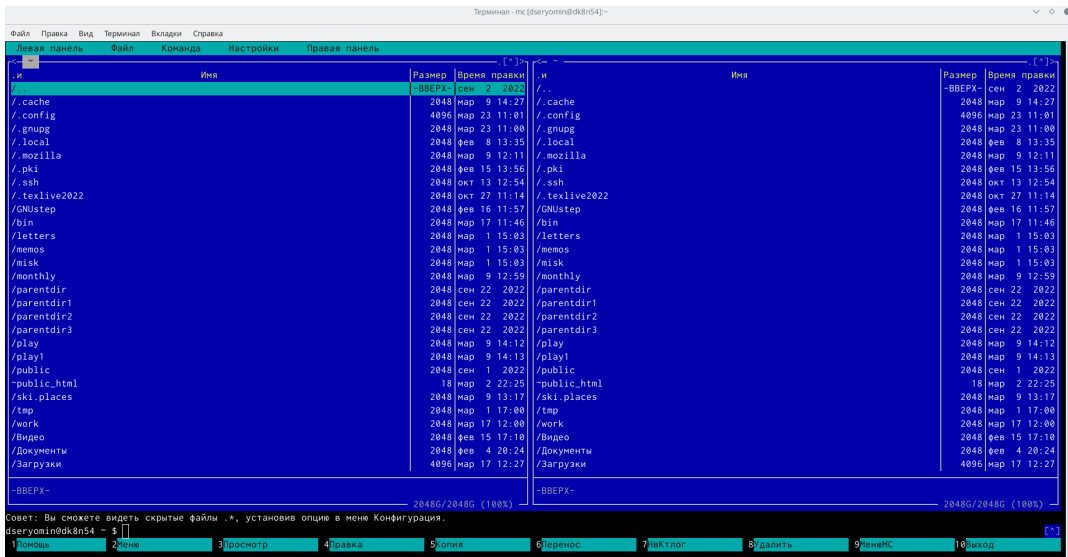 Терминал - mc [dseryomin@dk8n54]:~
Файл Правка Вид Терминал Вкладки Справка
Левая панель Файл Команда Настройки Правая панель
<- ~ .[^]> <- ~ .[^]>
.и Имя Размер Время правки .и Имя Размер Время правки
/.. -ВВЕРХ- сен 2 2022 /.. -ВВЕРХ- сен 2 2022
/.cache 2048 мар 9 14:27 /.cache 2048 мар 9 14:27
/.config 4096 мар 23 11:01 /.config 4096 мар 23 11:01
/.gnupg 2048 мар 23 11:00 /.gnupg 2048 мар 23 11:00
/.local 2048 фев 8 13:35 /.local 2048 фев 8 13:35
/.mozilla 2048 мар 9 12:11 /.mozilla 2048 мар 9 12:11
/.pki 2048 фев 15 13:56 /.pki 2048 фев 15 13:56
/.ssh 2048 окт 13 12:54 /.ssh 2048 окт 13 12:54
/.texlive2022 2048 окт 27 11:14 /.texlive2022 2048 окт 27 11:14
/GNUstep 2048 фев 16 11:57 /GNUstep 2048 фев 16 11:57
/bin 2048 мар 17 11:46 /bin 2048 мар 17 11:46
/letters 2048 мар 1 15:03 /letters 2048 мар 1 15:03
/memos 2048 мар 1 15:03 /memos 2048 мар 1 15:03
/misk 2048 мар 1 15:03 /misk 2048 мар 1 15:03
/monthly 2048 мар 9 12:59 /monthly 2048 мар 9 12:59
/parentdir 2048 сен 22 2022 /parentdir 2048 сен 22 2022
/parentdir1 2048 сен 22 2022 /parentdir1 2048 сен 22 2022
/parentdir2 2048 сен 22 2022 /parentdir2 2048 сен 22 2022
/parentdir3 2048 сен 22 2022 /parentdir3 2048 сен 22 2022
/play 2048 мар 9 14:12 /play 2048 мар 9 14:12
/play1 2048 мар 9 14:13 /play1 2048 мар 9 14:13
/public 2048 сен 1 2022 /public 2048 сен 1 2022
~public_html 18 мар 2 22:25 ~public_html 18 мар 2 22:25
/ski.places 2048 мар 9 13:17 /ski.places 2048 мар 9 13:17
/tmp 2048 мар 1 17:00 /tmp 2048 мар 1 17:00
/work 2048 мар 17 12:00 /work 2048 мар 17 12:00
/Видео 2048 фев 15 17:10 /Видео 2048 фев 15 17:10
/Документы 2048 фев 4 20:24 /Документы 2048 фев 4 20:24
/Загрузки 4096 мар 17 12:27 /Загрузки 4096 мар 17 12:27
-ВВЕРХ- -ВВЕРХ-
2048G/2048G (100%) 2048G/2048G (100%)
Совет: Вы сможете видеть скрытые файлы .*, установив опцию в меню Конфигурация.
dseryomin@dk8n54 ~ $ [^]
1Помощь 2Меню 3Просмотр 4Правка 5Копия 6Перенос 7НвКтлог 8Удалить 9МенюМС 10Выход